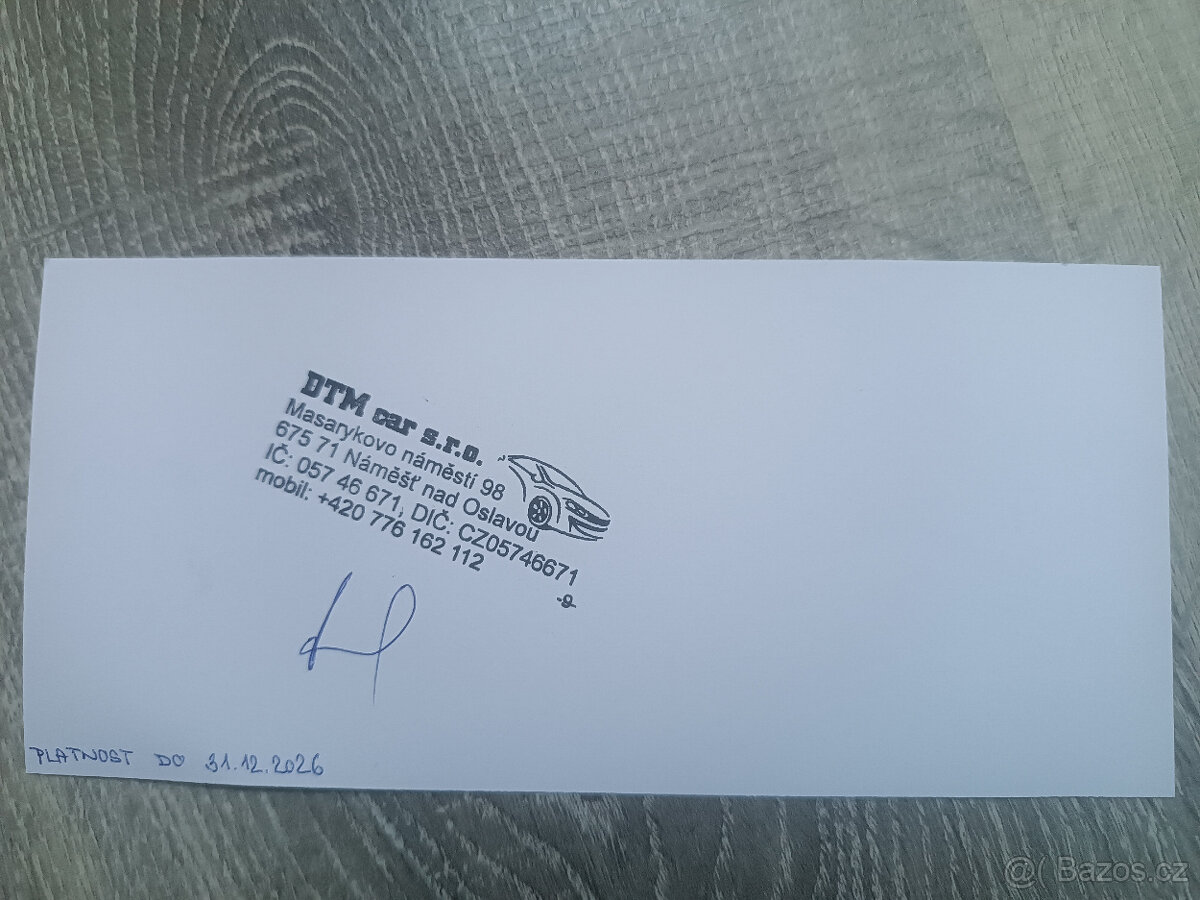 DTM car s.r.o.
Masarykovo náměstí 98
675 71 Náměšť nad Oslavou
IČ: 057 46 671, DIČ: CZ05746671
mobil: +420 776 162 112
-9-
PLATNOST DO 31.12.2026
@( Bazos.cz